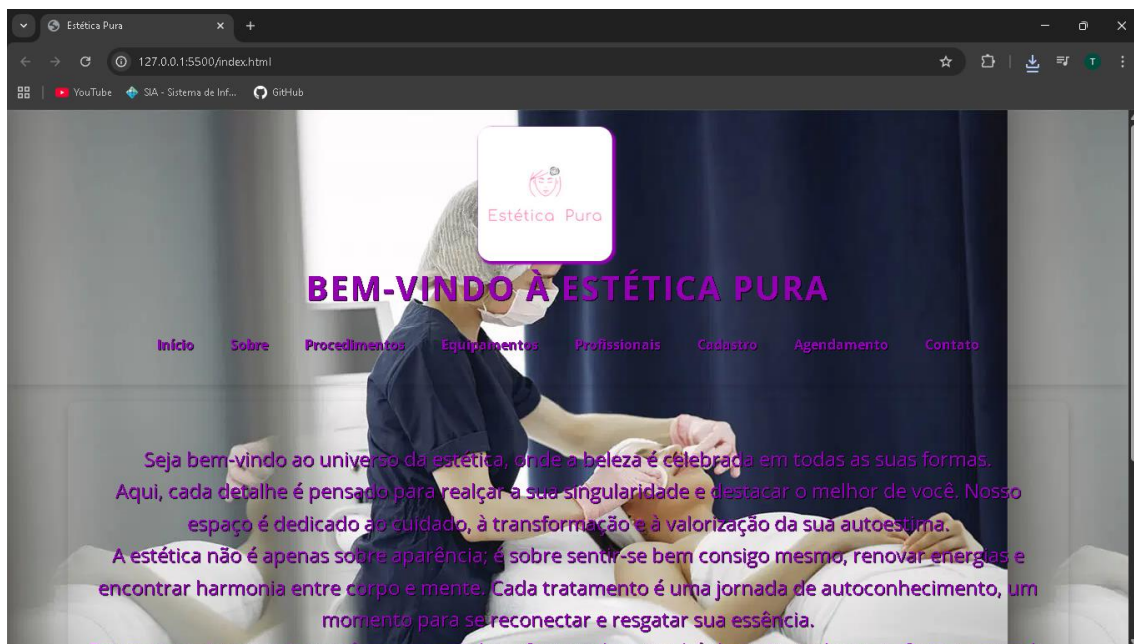 Estética Pura
127.0.0.1:5500/index.html
T
YouTube
SIA - Sistema de Inf...
GitHub
Estética Pura
BEM-VINDO À ESTÉTICA PURA
Início Sobre Procedimentos Equipamentos Profissionais Cadastro Agendamento Contato
Seja bem-vindo ao universo da estética, onde a beleza é celebrada em todas as suas formas.
Aqui, cada detalhe é pensado para realçar a sua singularidade e destacar o melhor de você. Nosso
espaço é dedicado ao cuidado, à transformação e à valorização da sua autoestima.
A estética não é apenas sobre aparência; é sobre sentir-se bem consigo mesmo, renovar energias e
encontrar harmonia entre corpo e mente. Cada tratamento é uma jornada de autoconhecimento, um
momento para se reconectar e resgatar sua essência.